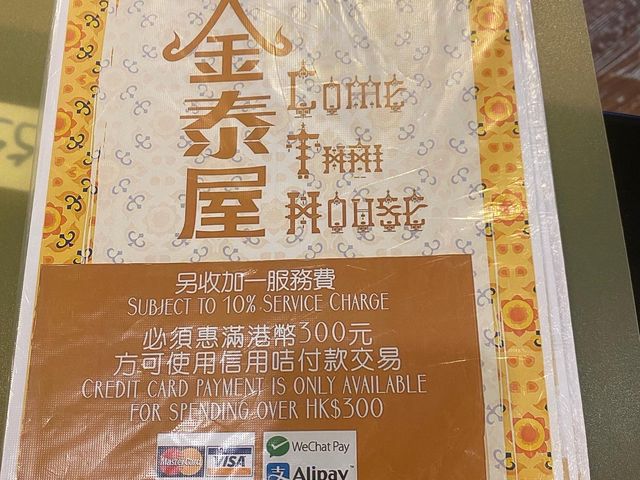 金泰屋
Come
Thai
House
另收加一服務費
SUBJECT TO 10% SERVICE CHARGE
必須惠滿港幣300元
方可使用信用咭付款交易
CREDIT CARD PAYMENT IS ONLY AVAILABLE
FOR SPENDING OVER HK$300
MasterCard VISA WeChat Pay
支 Alipay